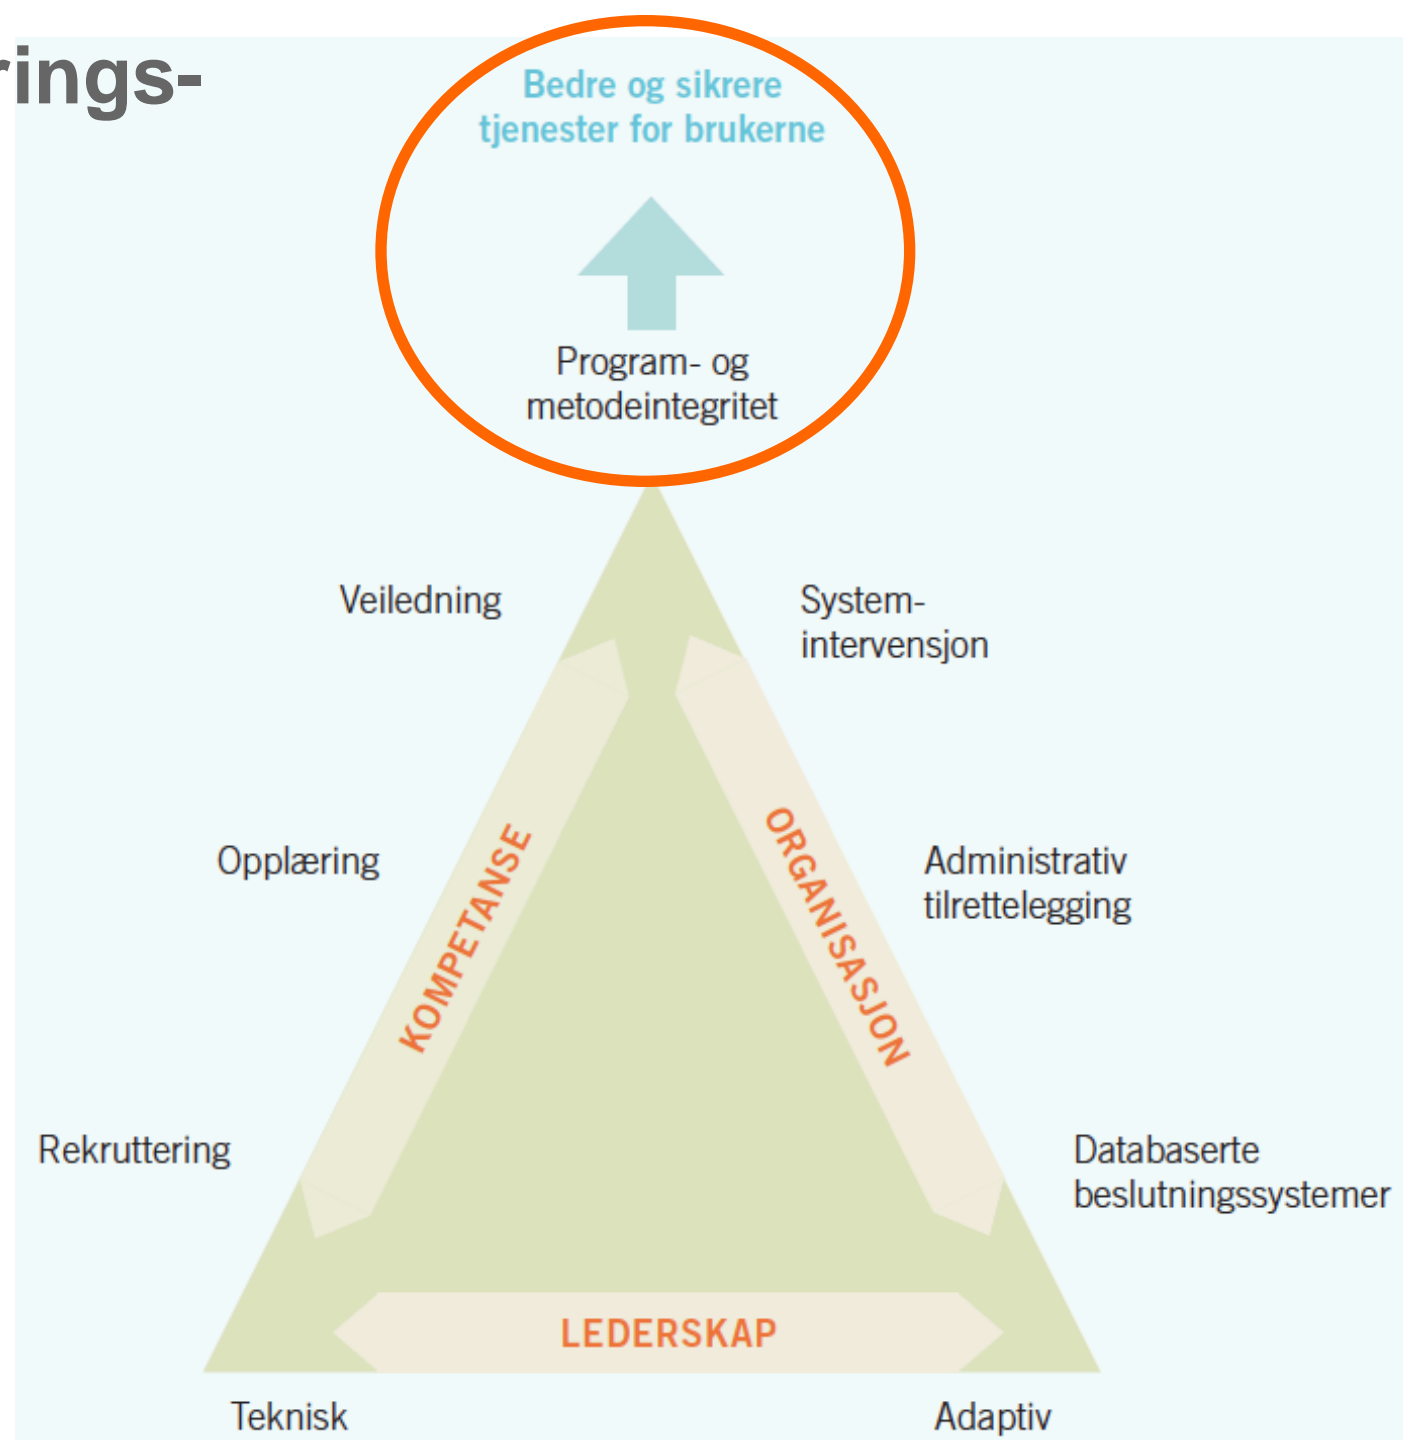 rings-
Bedre og sikrere
tjenester for brukerne
Program- og
metodeintegritet
Veiledning
System-
intervensjon
Opplæring
KOMPETANSE
ORGANISASJON
Administrativ
tilrettelegging
Rekruttering
Databaserte
beslutningssystemer
LEDERSKAP
Teknisk
Adaptiv